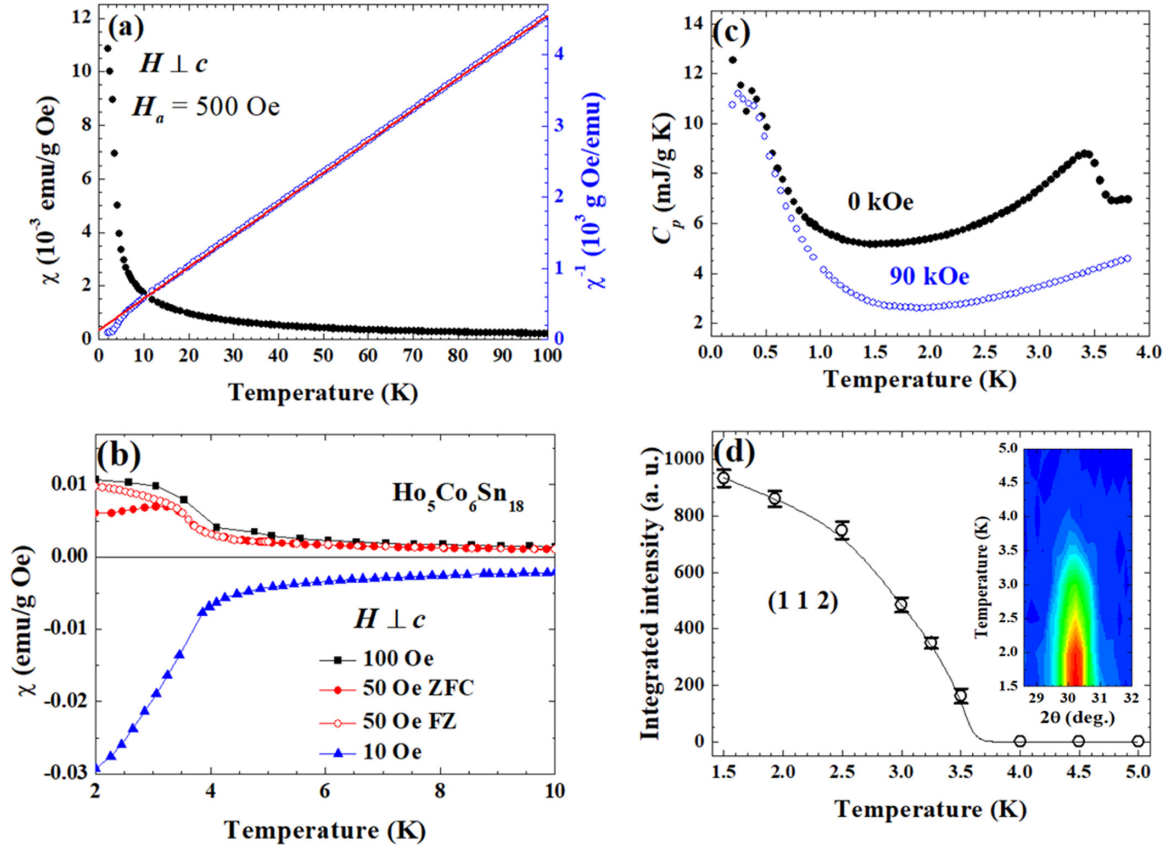 (a)
H ⊥ c
Hₐ = 500 Oe
χ (10⁻³ emu/g Oe)
12
10
8
6
4
2
0
χ⁻¹ (10³ g Oe/emu)
4
3
2
1
0
0 10 20 30 40 50 60 70 80 90 100
Temperature (K)
(c)
Cₚ (mJ/g K)
14
12
10
8
6
4
2
0 kOe
90 kOe
0.0 0.5 1.0 1.5 2.0 2.5 3.0 3.5 4.0
Temperature (K)
(b)
Ho₅Co₆Sn₁₈
χ (emu/g Oe)
0.01
0.00
-0.01
-0.03
H ⊥ c
100 Oe
50 Oe ZFC
50 Oe FZ
10 Oe
2 4 6 8 10
Temperature (K)
(d)
Integrated intensity (a. u.)
1000
800
600
400
200
0
(1 1 2)
Temperature (K)
5.0
4.5
4.0
3.5
3.0
2.5
2.0
1.5
29 30 31 32
2θ (deg.)
1.5 2.0 2.5 3.0 3.5 4.0 4.5 5.0
Temperature (K)